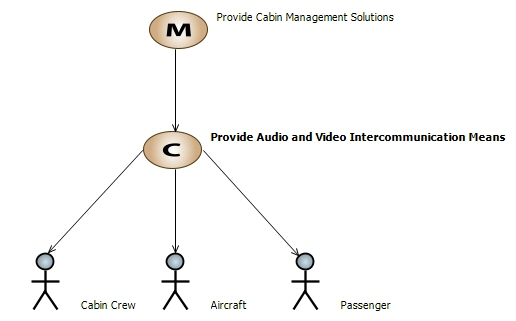 M
Provide Cabin Management Solutions
C
Provide Audio and Video Intercommunication Means
Cabin Crew
Aircraft
Passenger